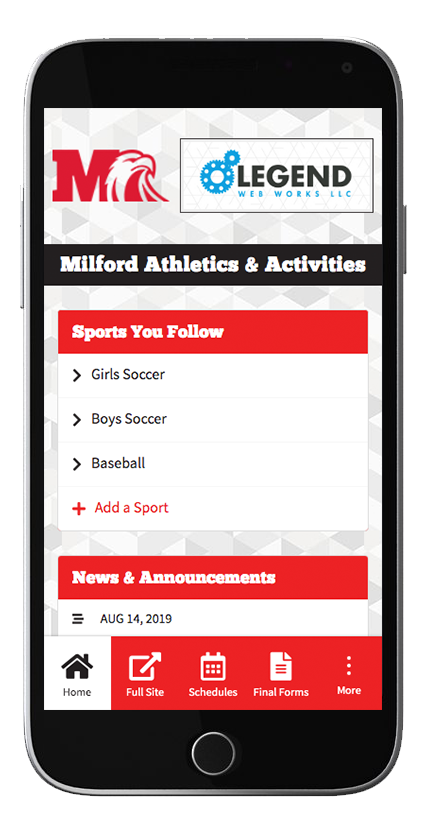 M
LEGEND
WEB WORKS LLC
Milford Athletics & Activities
Sports You Follow
Girls Soccer
Boys Soccer
Baseball
+ Add a Sport
News & Announcements
AUG 14, 2019
Home
Full Site
Schedules
Final Forms
More